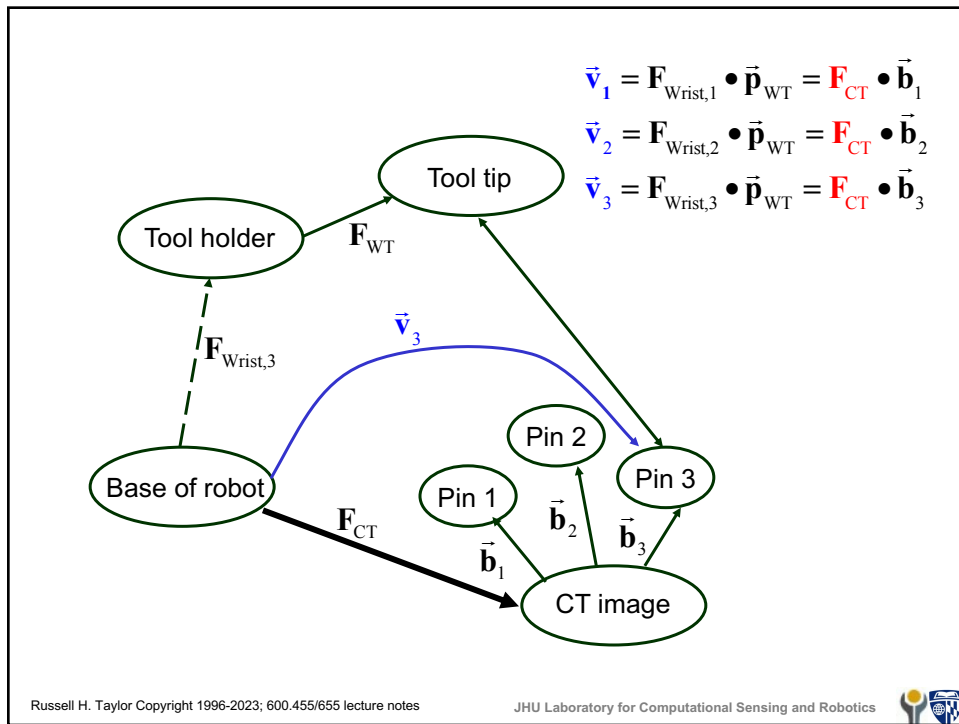 v⃗₁ = F_Wrist,1 • p⃗_WT = F_CT • b⃗₁
v⃗₂ = F_Wrist,2 • p⃗_WT = F_CT • b⃗₂
v⃗₃ = F_Wrist,3 • p⃗_WT = F_CT • b⃗₃
Tool tip
Tool holder
F_WT
v⃗₃
F_Wrist,3
Pin 2
Pin 3
Base of robot
Pin 1
F_CT
b⃗₂
b⃗₃
b⃗₁
CT image
Russell H. Taylor Copyright 1996-2023; 600.455/655 lecture notes
JHU Laboratory for Computational Sensing and Robotics